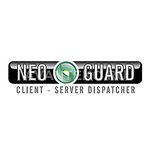 NEO GUARD
CLIENT - SERVER DISPATCHER